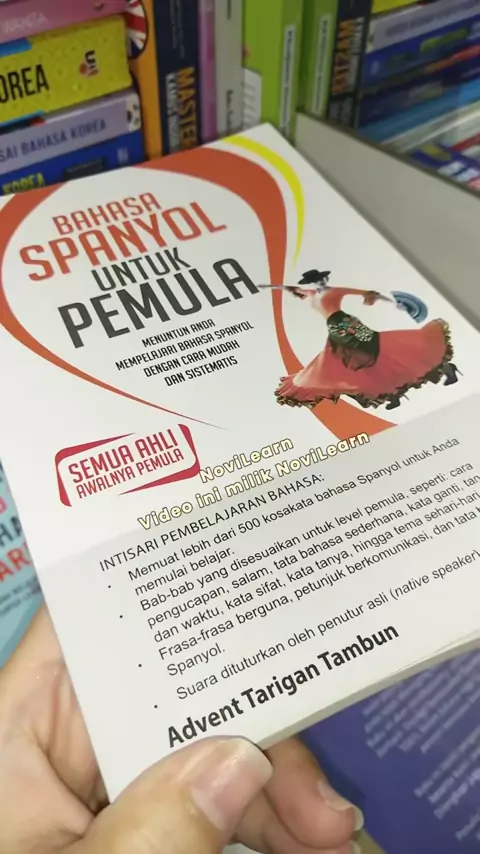 WANITA
OREA
SAI BAHASA KOREA
KOREA
MASTER
BAHASA
SPANYOL
UNTUK
PEMULA
MENUNTUN ANDA
MEMPELAJARI BAHASA SPANYOL
DENGAN CARA MUDAH
DAN SISTEMATIS
SEMUA AHLI
AWALNYA PEMULA
NoviLearn
Video ini milik NoviLearn
INTISARI PEMBELAJARAN BAHASA:
• Memuat lebih dari 500 kosakata bahasa Spanyol untuk Anda
memulai belajar.
• Bab-bab yang disesuaikan untuk level pemula, seperti: cara
pengucapan, salam, tata bahasa sederhana, kata ganti, tan
dan waktu, kata sifat, kata tanya, hingga tema sehari-hari
• Frasa-frasa berguna, petunjuk berkomunikasi, dan tata k
Spanyol.
• Suara dituturkan oleh penutur asli (native speaker)
Advent Tarigan Tambun